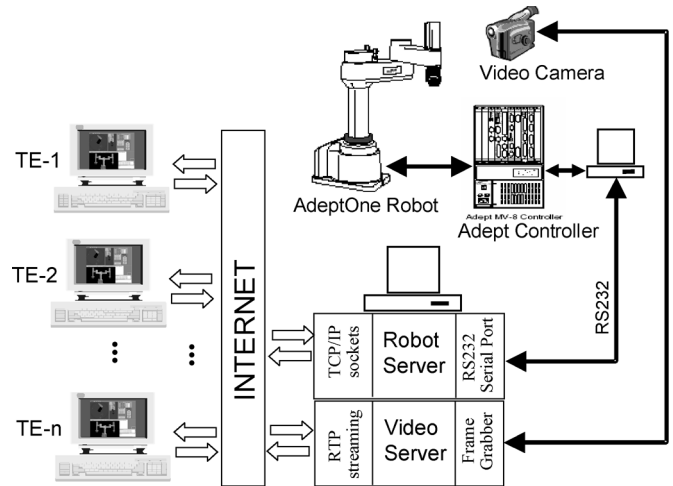 Video Camera
TE-1
AdeptOne Robot
Adept MV-8 Controller
Adept Controller
TE-2
INTERNET
RS232
TCP/IP
sockets
Robot
Server
RS232
Serial Port
TE-n
RTP
streaming
Video
Server
Frame
Grabber